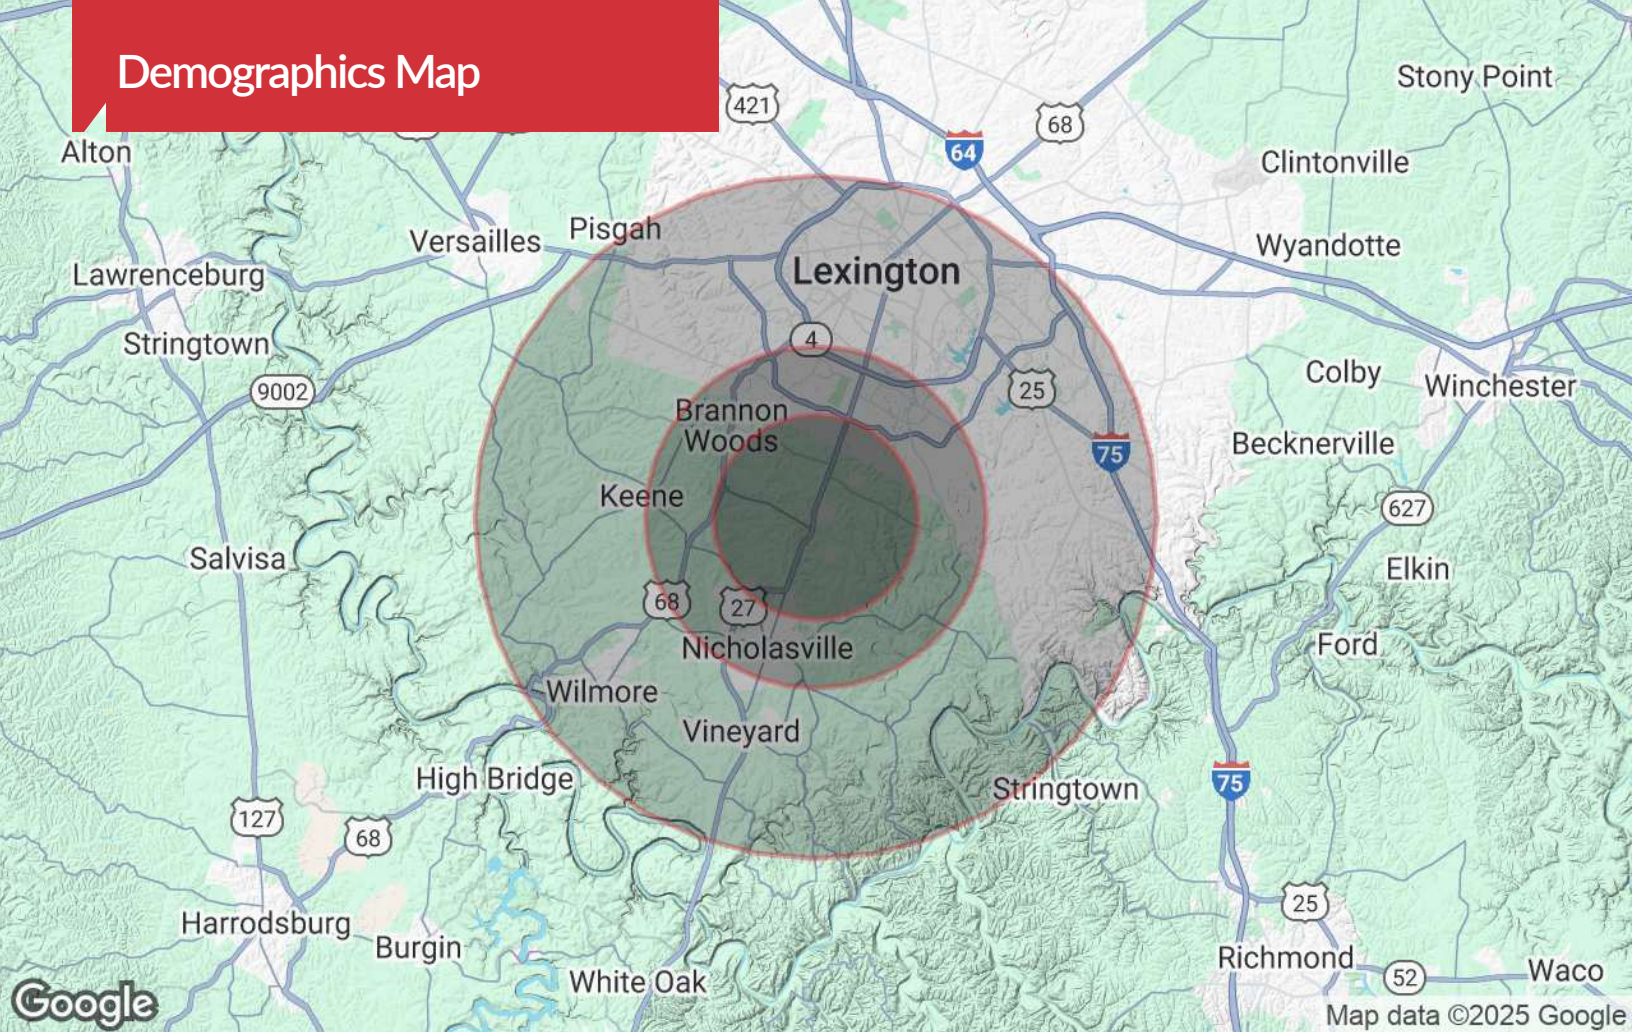 Demographics Map
Stony Point
421
68
64
Alton
Clintonville
Pisgah
Versailles
Wyandotte
Lexington
Lawrenceburg
4
Stringtown
9002
25
Colby
Winchester
Brannon
Woods
Becknerville
75
Keene
627
Salvisa
Elkin
68
27
Nicholasville
Ford
Wilmore
Vineyard
High Bridge
Stringtown
75
127
68
25
Harrodsburg
Burgin
Richmond
52
Waco
White Oak
Google
Map data ©2025 Google